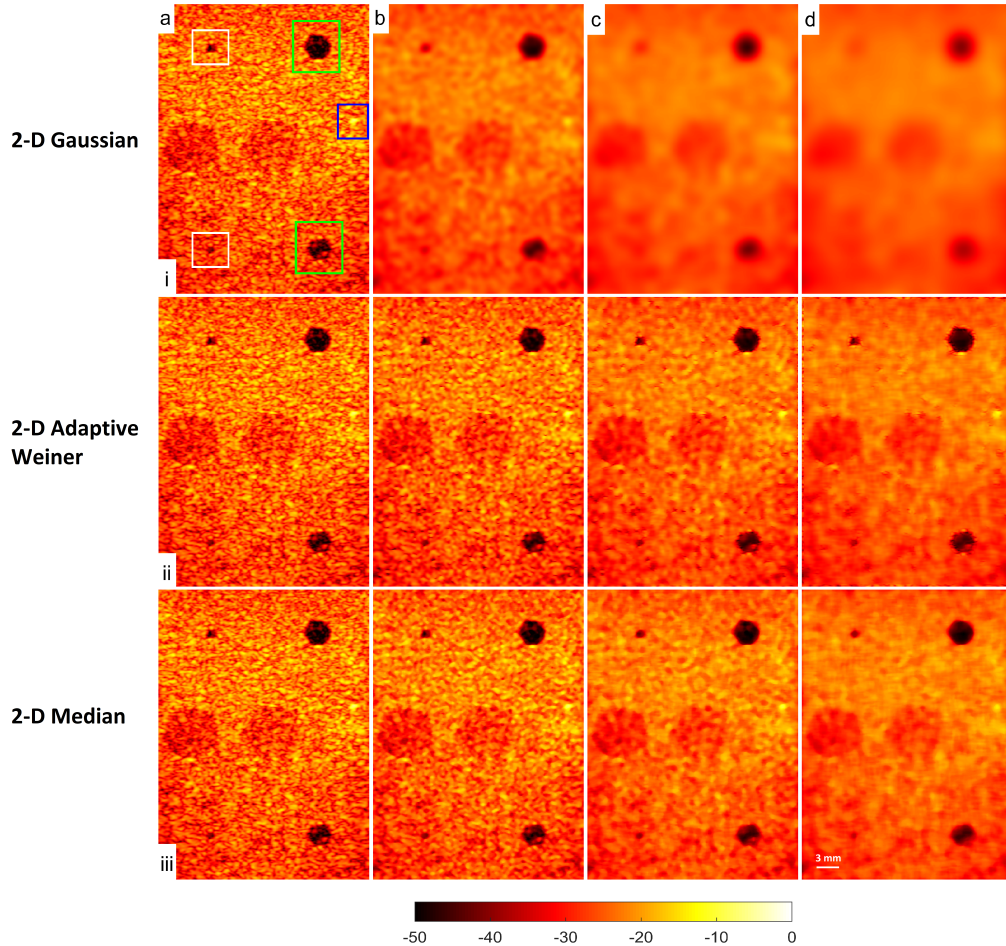 a
b
c
d
2-D Gaussian
i
2-D Adaptive
Weiner
ii
2-D Median
iii
3 mm
-50 -40 -30 -20 -10 0